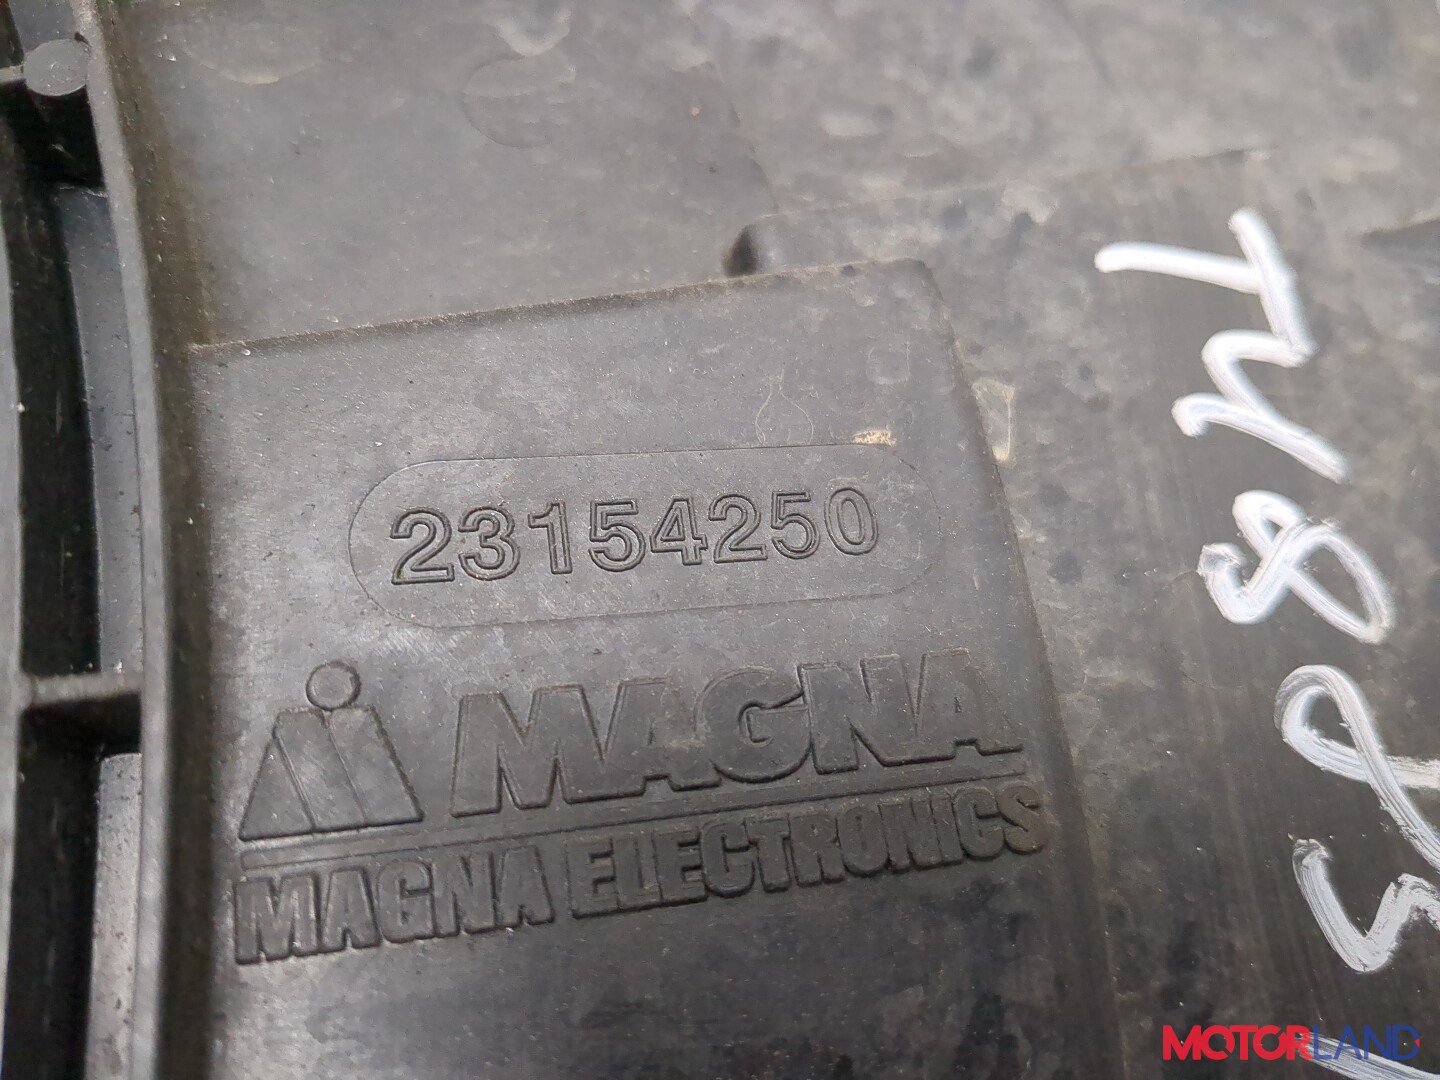 23154250
MAGNA
MAGNA ELECTRONICS
MOTORLAND